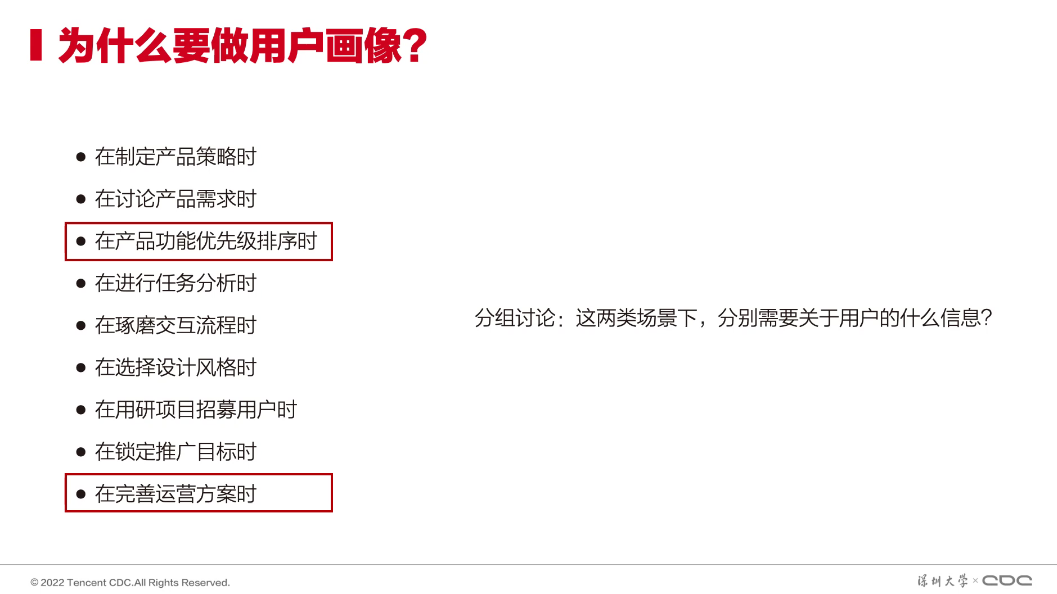 为什么要做用户画像？
● 在制定产品策略时
● 在讨论产品需求时
● 在产品功能优先级排序时
● 在进行任务分析时
● 在琢磨交互流程时
● 在选择设计风格时
● 在用研项目招募用户时
● 在锁定推广目标时
● 在完善运营方案时
分组讨论：这两类场景下，分别需要关于用户的什么信息？
© 2022 Tencent CDC.All Rights Reserved.
深圳大学 × CDC